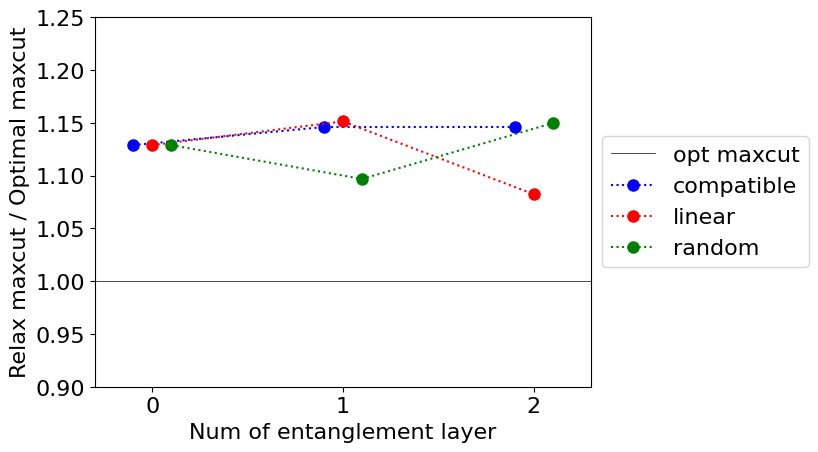 Relax maxcut / Optimal maxcut
1.25
1.20
1.15
1.10
1.05
1.00
0.95
0.90
0
1
2
Num of entanglement layer
opt maxcut
compatible
linear
random